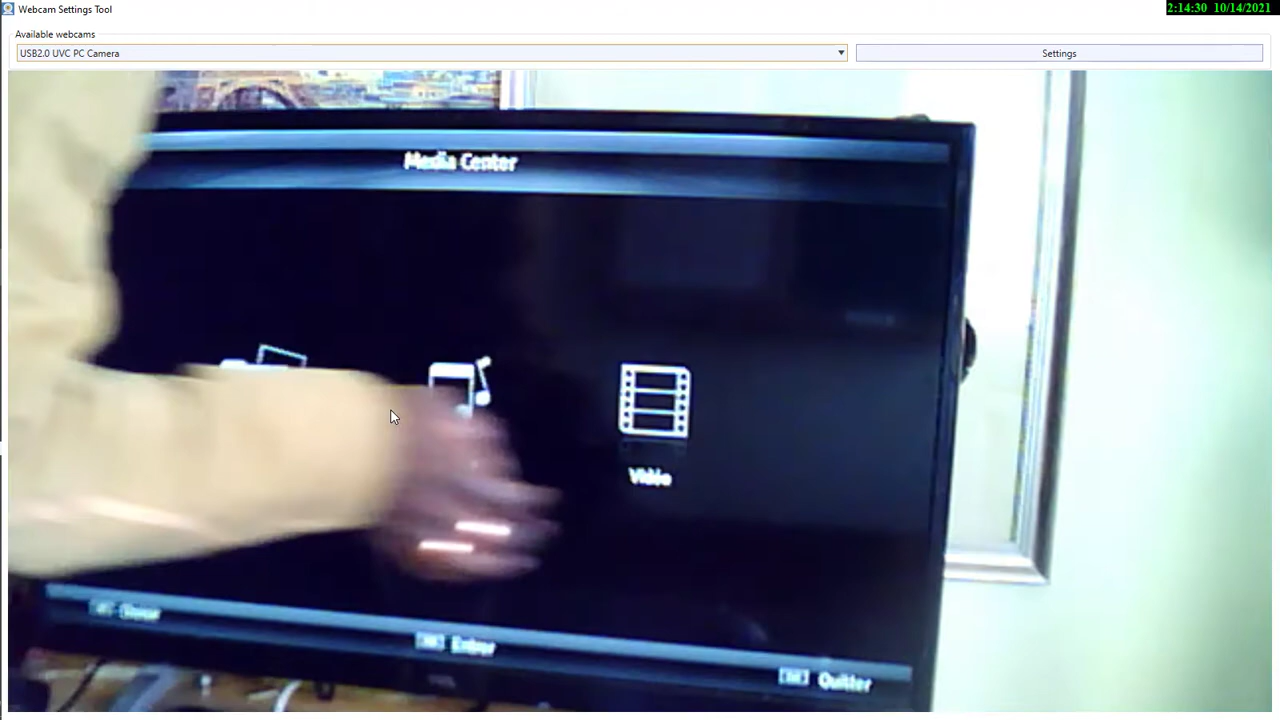 Webcam Settings Tool
2:14:30 10/14/2021
Available webcams
USB2.0 UVC PC Camera
Settings
Media Center
Vidéo
Entrer
Quitter